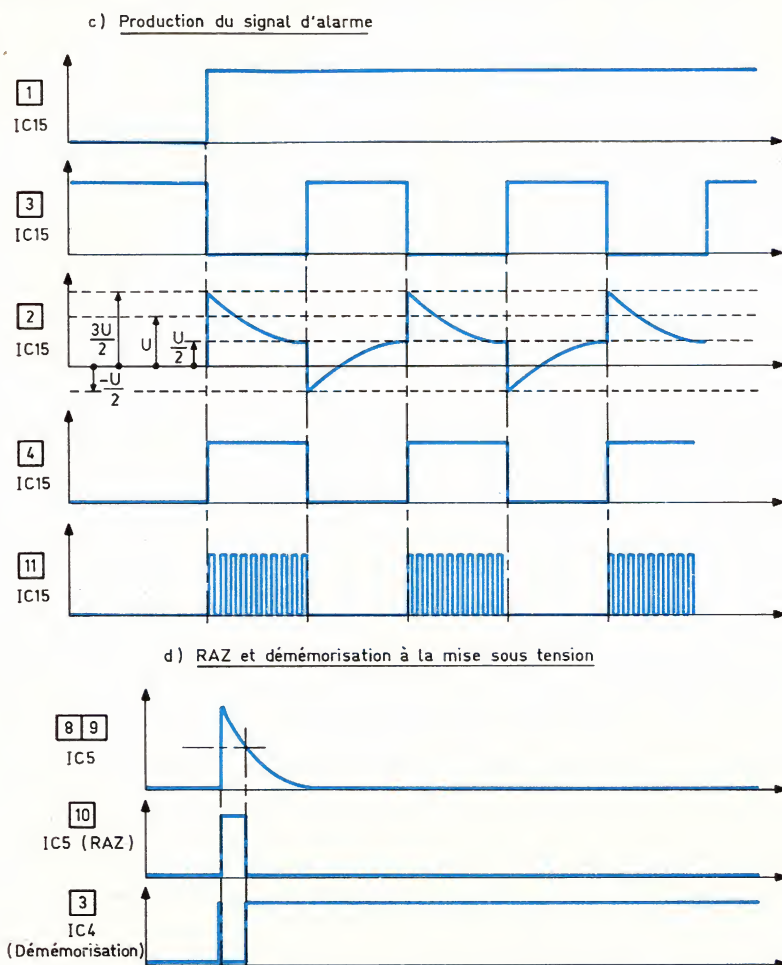 c) Production du signal d'alarme
1
IC15
3
IC15
2
IC15
3U
2
U
U
2
-U
2
4
IC15
11
IC15
d) RAZ et démémorisation à la mise sous tension
8 9
IC5
10
IC5 (RAZ)
3
IC4
(Démémorisation)